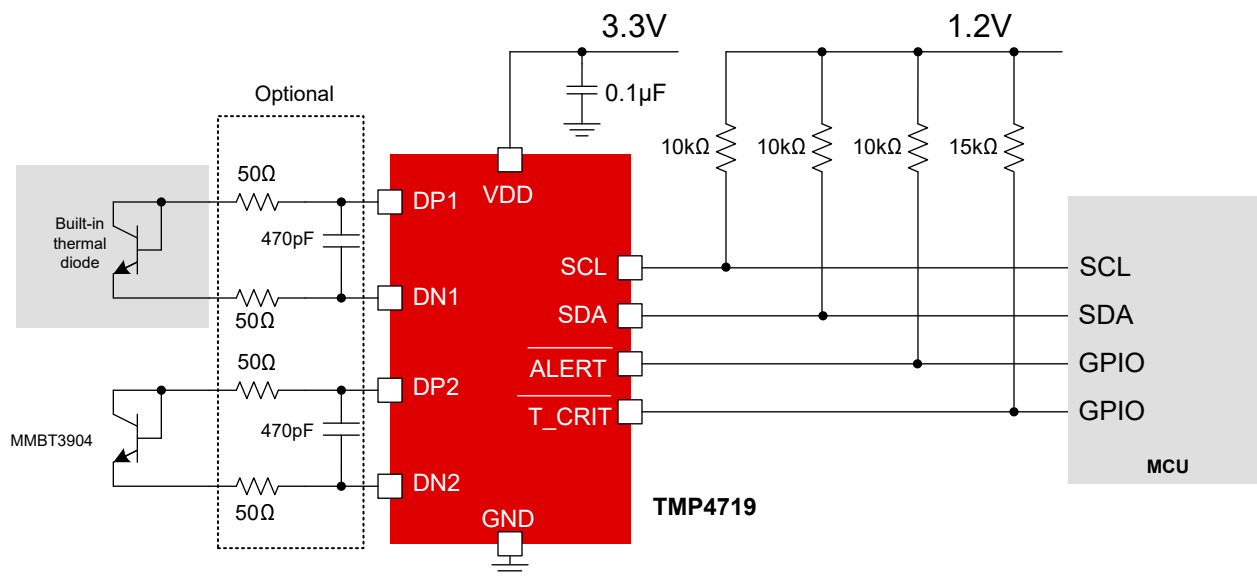 3.3V
1.2V
Optional
0.1µF
10kΩ
10kΩ
10kΩ
15kΩ
50Ω
VDD
DP1
Built-in
thermal
diode
470pF
SCL
SCL
DN1
50Ω
SDA
SDA
50Ω
ALERT
GPIO
DP2
T_CRIT
GPIO
MMBT3904
470pF
MCU
DN2
50Ω
GND
TMP4719